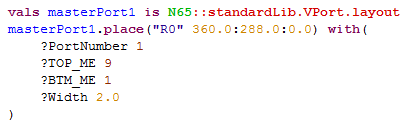 vals masterPort1 is N65::standardLib.VPort.layout
masterPort1.place("R0" 360.0:288.0:0.0) with(
    ?PortNumber 1
    ?TOP_ME 9
    ?BTM_ME 1
    ?Width 2.0
)